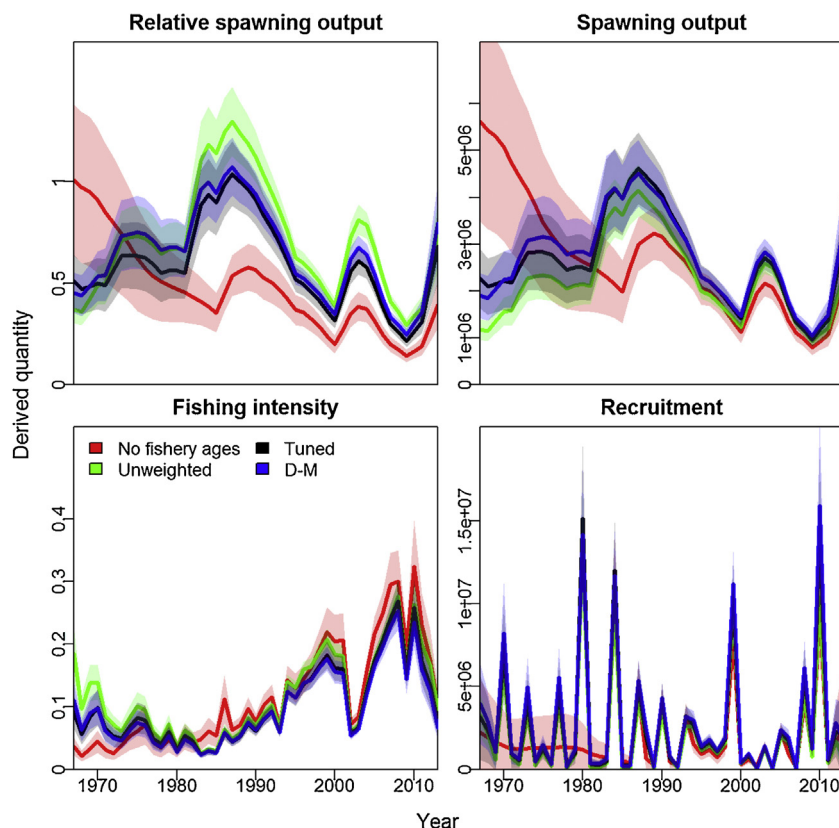 Relative spawning output
Spawning output
0
0.5
1
0
1e+06
3e+06
5e+06
Derived quantity
Fishing intensity
Recruitment
No fishery ages
Unweighted
Tuned
D-M
0
0.1
0.2
0.3
0.4
0
5e+06
1e+07
1.5e+07
1970 1980 1990 2000 2010
1970 1980 1990 2000 2010
Year